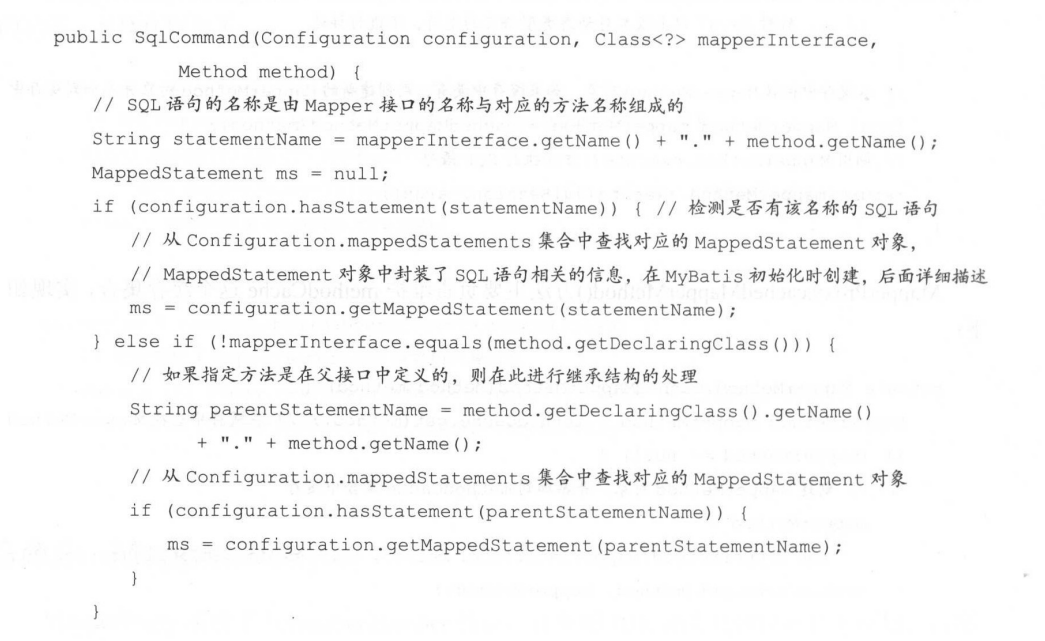 public SqlCommand(Configuration configuration, Class<?> mapperInterface,
Method method) {
// SQL 语句的名称是由 Mapper 接口的名称与对应的方法名称组成的
String statementName = mapperInterface.getName() + "." + method.getName();
MappedStatement ms = null;
if (configuration.hasStatement(statementName)) { // 检测是否有该名称的 SQL 语句
// 从 Configuration.mappedStatements 集合中查找对应的 MappedStatement 对象，
// MappedStatement 对象中封装了 SQL 语句相关的信息，在 MyBatis 初始化时创建，后面详细描述
ms = configuration.getMappedStatement(statementName);
} else if (!mapperInterface.equals(method.getDeclaringClass())) {
// 如果指定方法是在父接口中定义的，则在此进行继承结构的处理
String parentStatementName = method.getDeclaringClass().getName()
+ "." + method.getName();
// 从 Configuration.mappedStatements 集合中查找对应的 MappedStatement 对象
if (configuration.hasStatement(parentStatementName)) {
ms = configuration.getMappedStatement(parentStatementName);
}
}